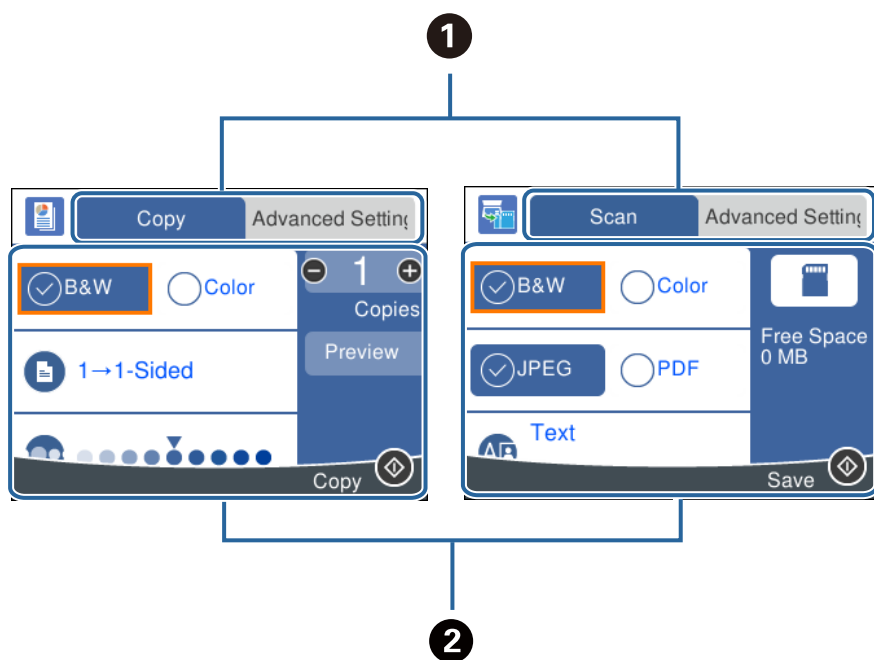 1
Copy Advanced Setting
B&W Color 1
Copies
1→1-Sided Preview
Copy
Scan Advanced Setting
B&W Color
JPEG PDF Free Space
0 MB
Text
Save
2